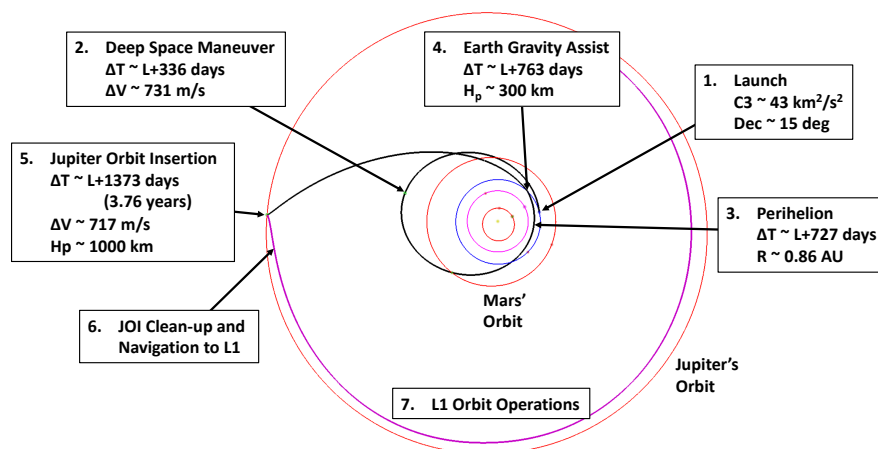 2. Deep Space Maneuver
ΔT ~ L+336 days
ΔV ~ 731 m/s
4. Earth Gravity Assist
ΔT ~ L+763 days
Hp ~ 300 km
1. Launch
C3 ~ 43 km²/s²
Dec ~ 15 deg
5. Jupiter Orbit Insertion
ΔT ~ L+1373 days
(3.76 years)
ΔV ~ 717 m/s
Hp ~ 1000 km
3. Perihelion
ΔT ~ L+727 days
R ~ 0.86 AU
6. JOI Clean-up and
Navigation to L1
Mars'
Orbit
Jupiter's
Orbit
7. L1 Orbit Operations